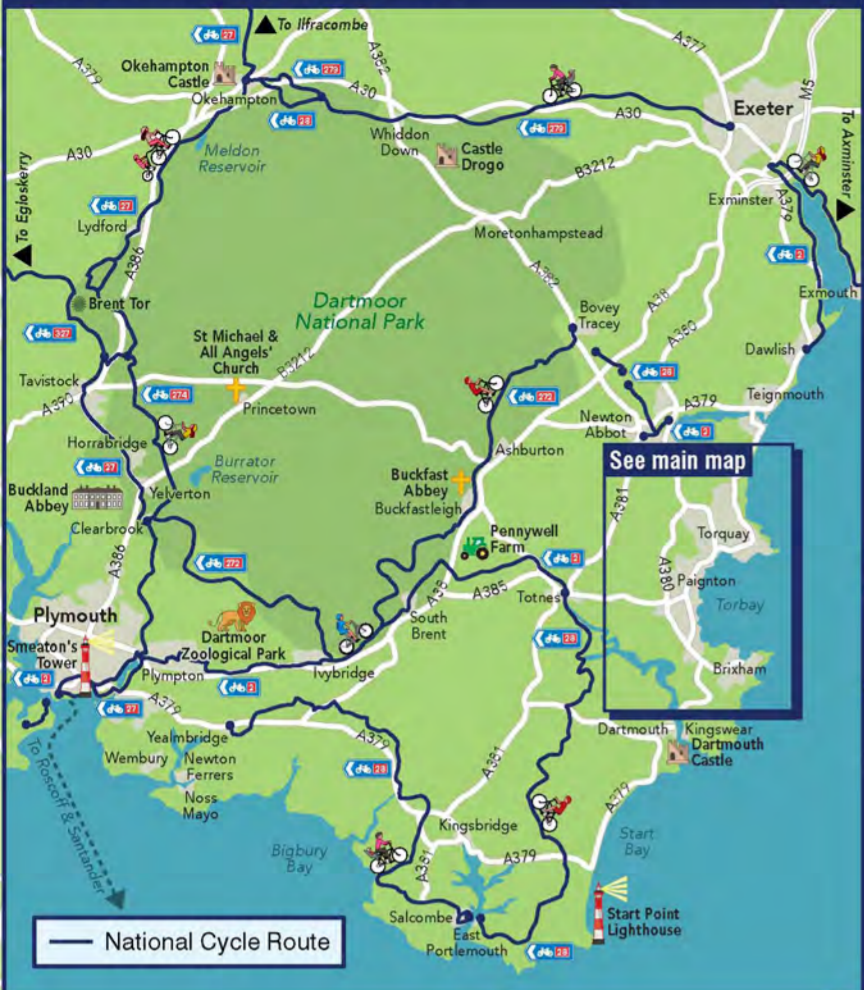 To Ilfracombe
27
A377
A382
A379
Okehampton
Castle
279
A30
Okehampton
28
M5
Exeter
To Axminster
A30
279
Whiddon
Down
Castle
Drogo
A30
Meldon
Reservoir
B3212
To Egloskerry
Exminster
A379
27
Lydford
Moretonhampstead
A386
A382
2
A38
A380
Exmouth
Brent Tor
Dartmoor
National Park
Bovey
Tracey
327
St Michael &
All Angels'
Church
B3212
Dawlish
28
Tavistock
274
272
A379
Teignmouth
A390
Princetown
Newton
Abbot
2
Horrabridge
Ashburton
See main map
27
Burrator
Reservoir
Buckfast
Abbey
Buckland
Abbey
Yelverton
Buckfastleigh
A381
Clearbrook
Pennywell
Farm
Torquay
A386
272
2
A380
Paignton
A38
A385
Totnes
Torbay
Plymouth
Dartmoor
Zoological Park
South
Brent
28
Smeaton's
Tower
Brixham
2
Plympton
2
Ivybridge
27
A379
Yealmbridge
A379
Dartmouth
Kingswear
Dartmouth
Castle
To Roscoff & Santander
Wembury
Newton
Ferrers
28
A381
Noss
Mayo
A379
Kingsbridge
Start
Bay
Bigbury
Bay
A381
A379
Salcombe
East
Portlemouth
Start Point
Lighthouse
28
National Cycle Route